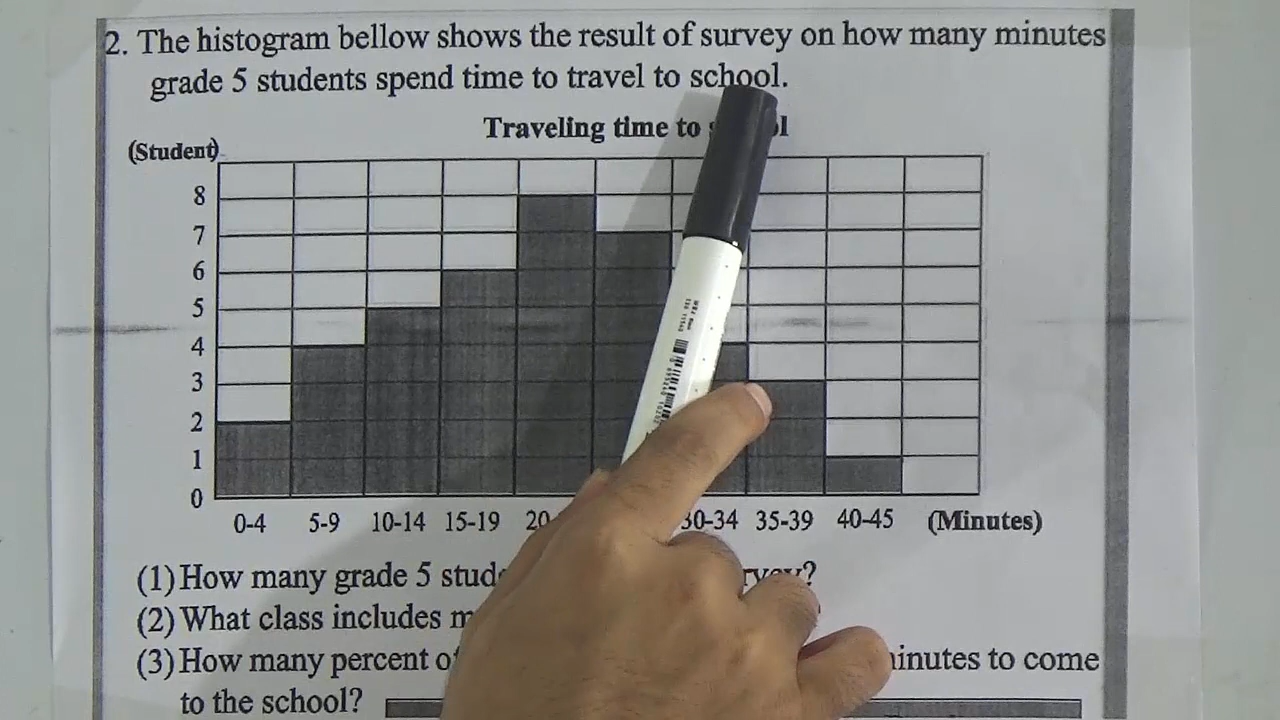 2. The histogram bellow shows the result of survey on how many minutes
grade 5 students spend time to travel to school.
Traveling time to
(Student)
8
7
6
5
4
3
2
1
0
0-4 5-9 10-14 15-19 30-34 35-39 40-45 (Minutes)
(1) How many grade 5
(2) What class includes
(3) How many percent to come
to the school?